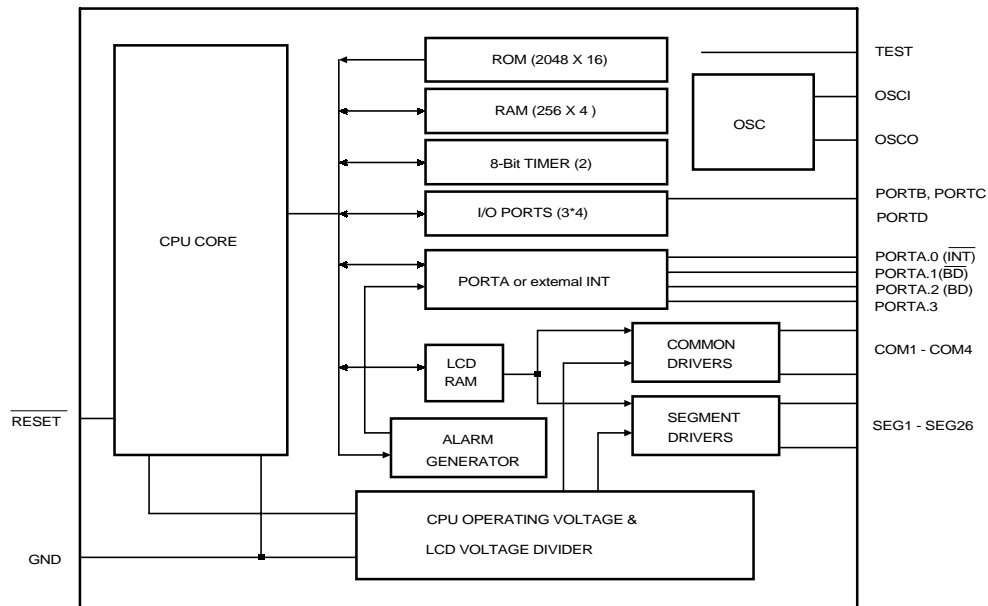 ROM (2048 X 16)
TEST
RAM (256 X 4 )
OSCI
OSC
OSCO
8-Bit TIMER (2)
I/O PORTS (3*4)
PORTB, PORTC
PORTD
CPU CORE
PORTA or external INT
PORTA.0 (INT)
PORTA.1(BD)
PORTA.2 (BD)
PORTA.3
LCD
RAM
COMMON
DRIVERS
COM1 - COM4
RESET
ALARM
GENERATOR
SEGMENT
DRIVERS
SEG1 - SEG26
CPU OPERATING VOLTAGE &
LCD VOLTAGE DIVIDER
GND